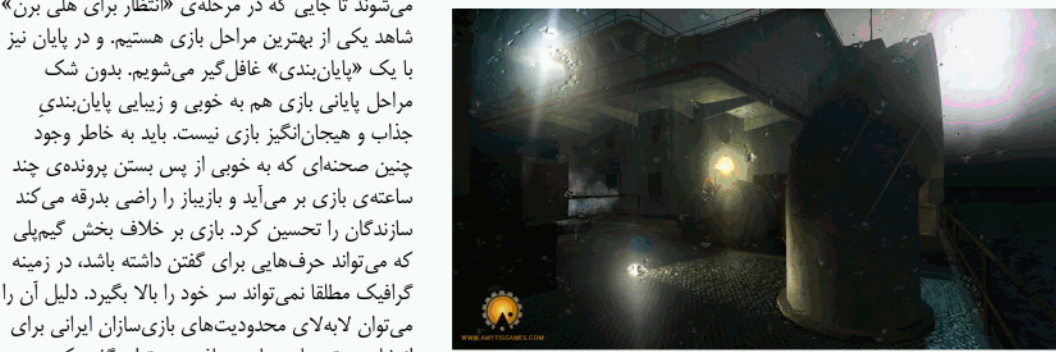 می‌شوند تا جایی که در مرحله‌ی «انتظار برای هلی برن»
شاهد یکی از بهترین مراحل بازی هستیم. و در پایان نیز
با یک «پایان‌بندی» غافل‌گیر می‌شویم. بدون شک
مراحل پایانی بازی هم به خوبی و زیبایی پایان‌بندیِ
جذاب و هیجان‌انگیز بازی نیست. باید به خاطر وجود
چنین صحنه‌ای که به خوبی از پس بستن پرونده‌ی چند
ساعته‌ی بازی بر می‌آید و بازیباز را راضی بدرقه می‌کند
سازندگان را تحسین کرد. بازی بر خلاف بخش گیم‌پلی
که می‌تواند حرف‌هایی برای گفتن داشته باشد، در زمینه
گرافیک مطلقا نمی‌تواند سر خود را بالا بگیرد. دلیل آن را
می‌توان لابه‌لای محدودیت‌های بازی‌سازان ایرانی برای
WWW.AMYTISGAMES.COM